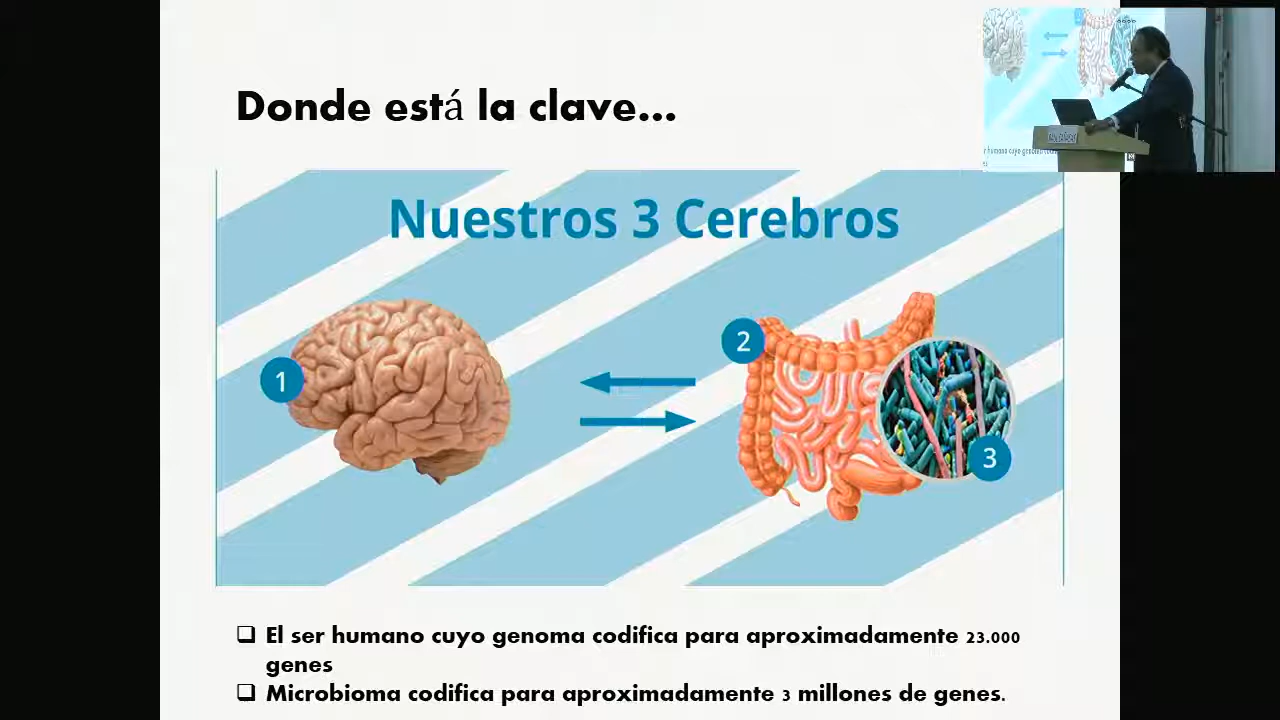 Donde está la clave...
Nuestros 3 Cerebros
1
2
3
❑ El ser humano cuyo genoma codifica para aproximadamente 23.000
genes
❑ Microbioma codifica para aproximadamente 3 millones de genes.